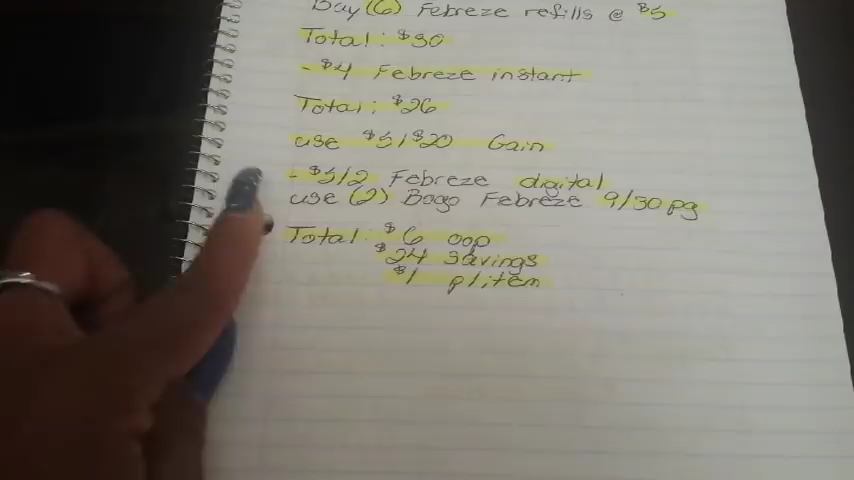 Buy (6) Febreze refills @ $5
Total: $30
- $4 Febreze instant
Total: $26
use $5/$20 Gain
- $5/2 Febreze digital
use (2) Bogo Febreze 9/30 pg
Total: $6 oop
$24 savings
$1 p/item